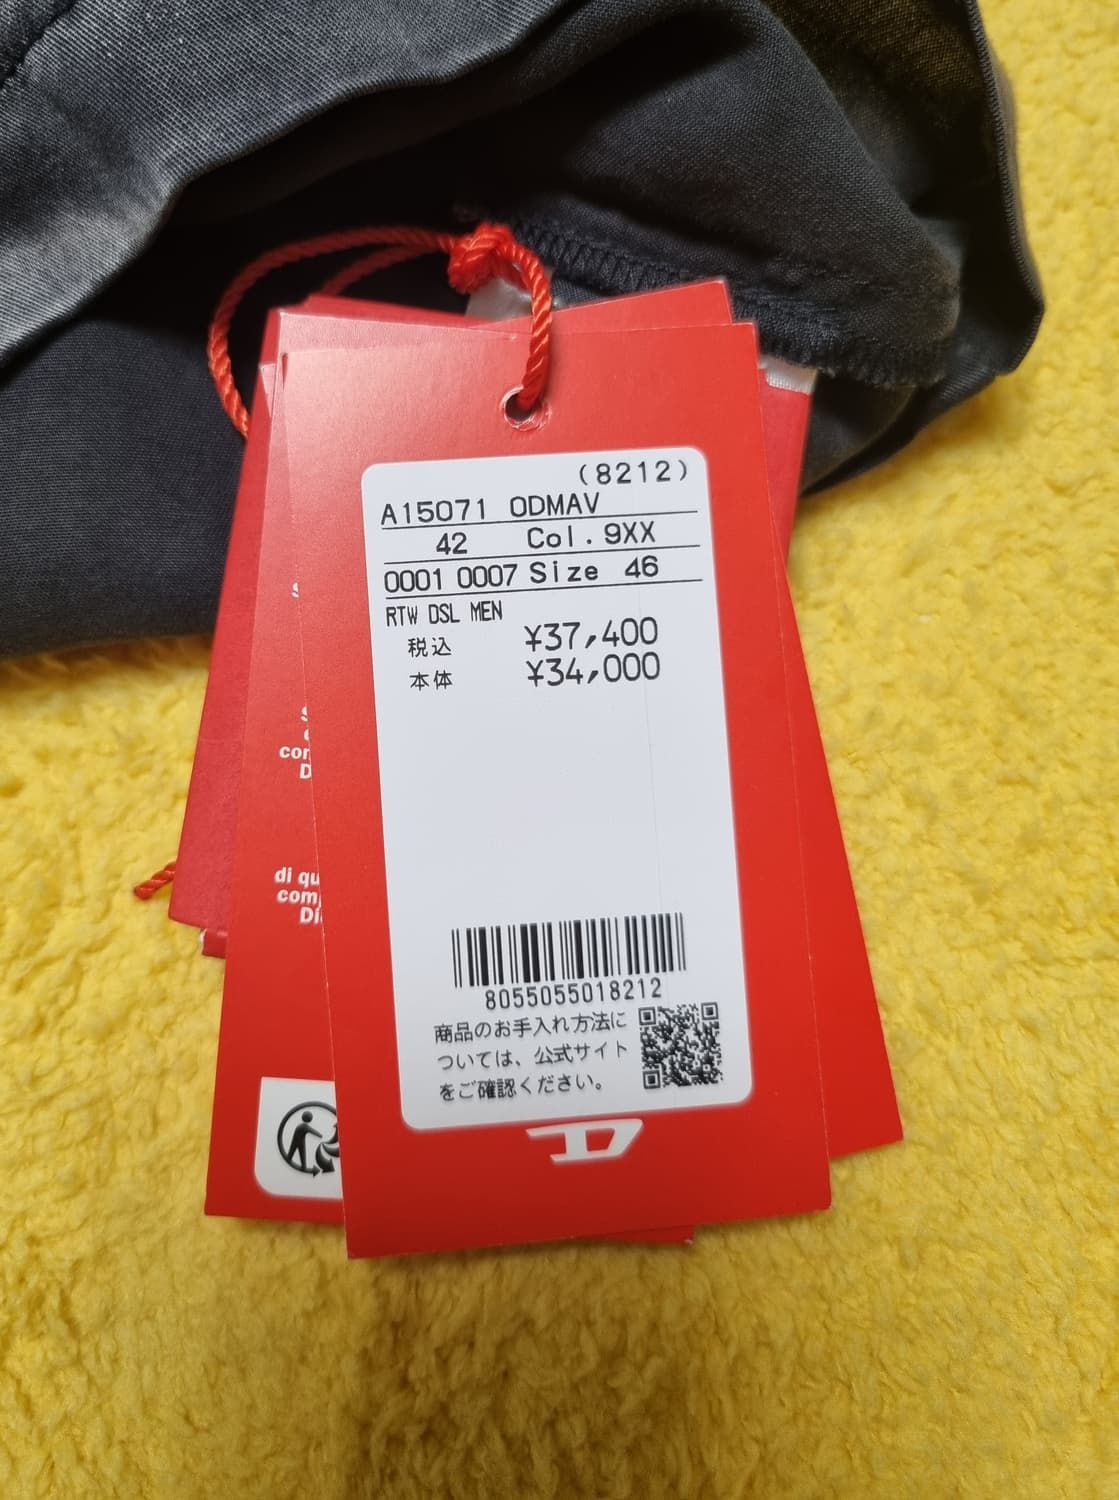 (8212)
A15071 0DMAV
42 Col.9XX
0001 0007 Size 46
RTW DSL MEN
税込 ¥37,400
本体 ¥34,000
8055055018212
商品のお手入れ方法に
ついては、公式サイト
をご確認ください。
di qu